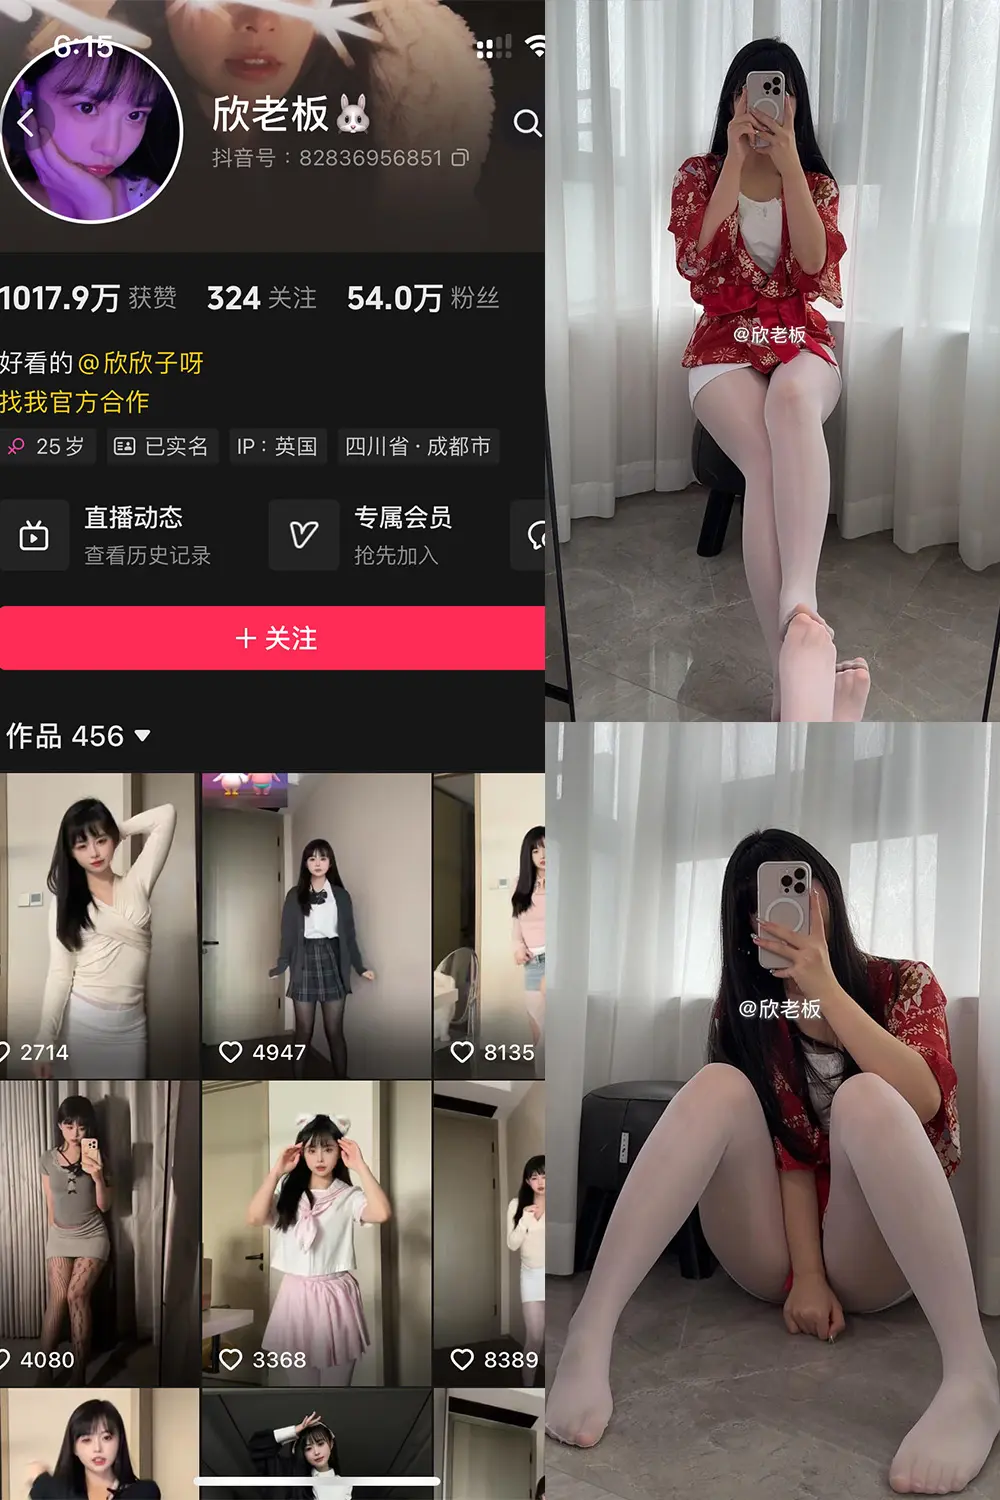 6:15
欣老板🐰
抖音号：82836956851
1017.9万 获赞 324 关注 54.0万 粉丝
好看的 @欣欣子呀
找我官方合作
25岁 已实名 IP：英国 四川省·成都市
直播动态 专属会员
查看历史记录 抢先加入
+ 关注
作品 456
2714 4947 8135
4080 3368 8389
@欣老板
@欣老板